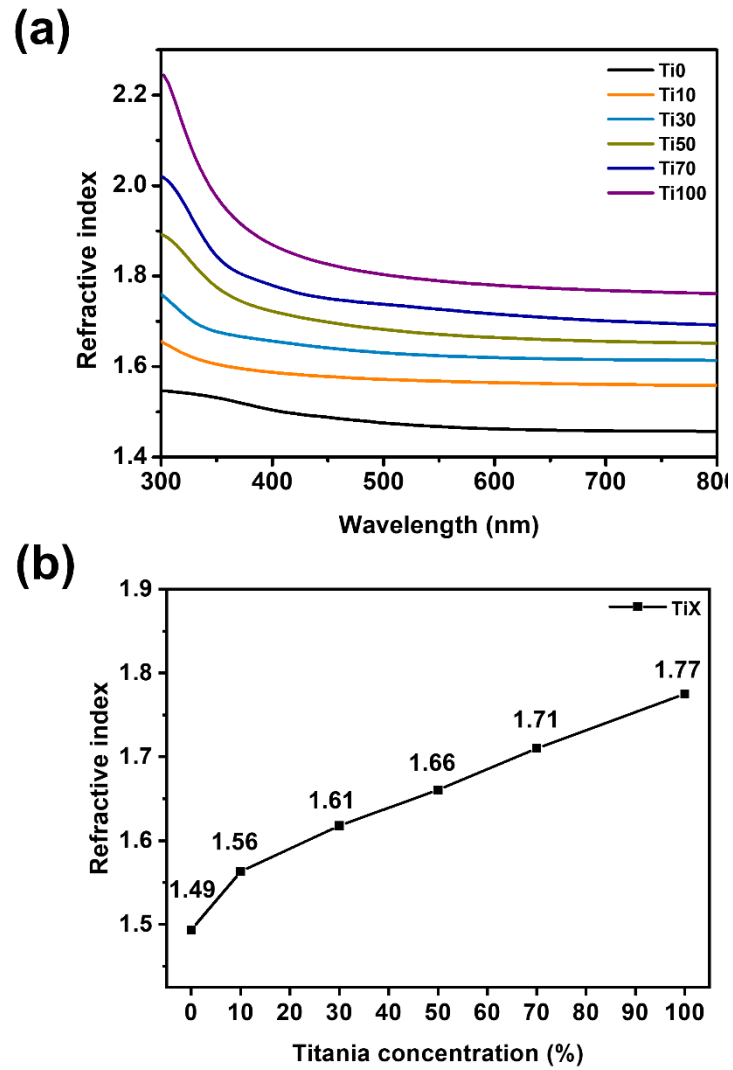 (a)
Refractive index
2.2
2.0
1.8
1.6
1.4
Ti0
Ti10
Ti30
Ti50
Ti70
Ti100
300 400 500 600 700 800
Wavelength (nm)
(b)
Refractive index
1.9
1.8
1.7
1.6
1.5
TiX
1.49
1.56
1.61
1.66
1.71
1.77
0 10 20 30 40 50 60 70 80 90 100
Titania concentration (%)